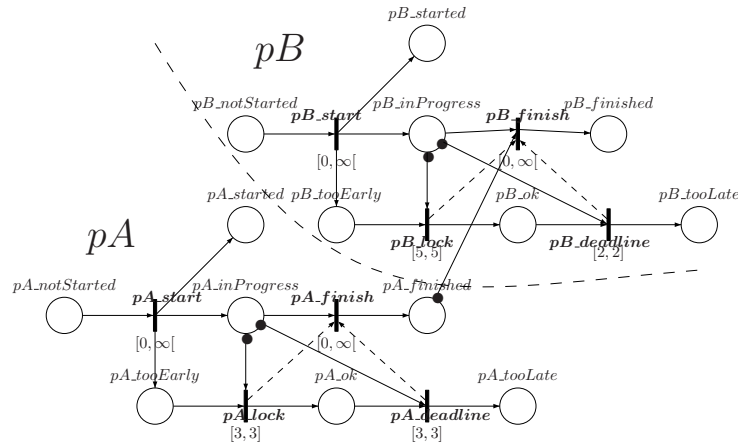 pB_started
pB
pB_notStarted
pB_start
pB_inProgress
pB_finish
pB_finished
[0, ∞[
[0, ∞[
pA_started
pB_tooEarly
pB_ok
pB_tooLate
pA
pB_lock
pB_deadline
[5, 5]
[2, 2]
pA_notStarted
pA_start
pA_inProgress
pA_finish
pA_finished
[0, ∞[
[0, ∞[
pA_tooEarly
pA_ok
pA_tooLate
pA_lock
pA_deadline
[3, 3]
[3, 3]